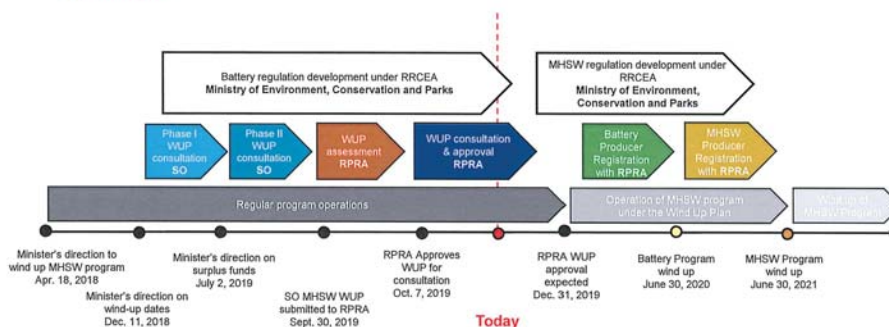 Battery regulation development under RRCEA
Ministry of Environment, Conservation and Parks
MHSW regulation development under
RRCEA
Ministry of Environment,
Conservation and Parks
Phase I
WUP
consultation
SO
Phase II
WUP
consultation
SO
WUP
assessment
RPRA
WUP consultation
& approval
RPRA
Battery
Producer
Registration
with RPRA
MHSW
Producer
Registration
with RPRA
Regular program operations
Operation of MHSW program
under the Wind Up Plan
MHSW Program
Minister's direction to
wind up MHSW program
Apr. 18, 2018
Minister's direction on
wind-up dates
Dec. 11, 2018
Minister's direction on
surplus funds
July 2, 2019
SO MHSW WUP
submitted to RPRA
Sept. 30, 2019
RPRA Approves
WUP for
consultation
Oct. 7, 2019
Today
RPRA WUP
approval
expected
Dec. 31, 2019
Battery Program
wind up
June 30, 2020
MHSW Program
wind up
June 30, 2021